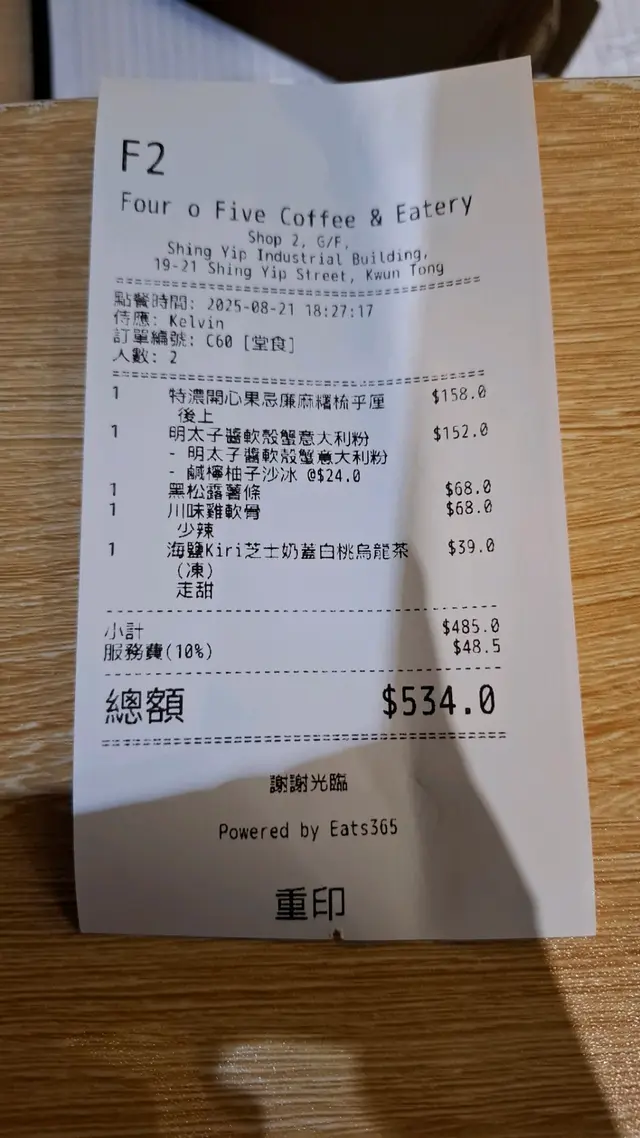 F2
Four o Five Coffee & Eatery
Shop 2, G/F,
Shing Yip Industrial Building,
19-21 Shing Yip Street, Kwun Tong
點餐時間: 2025-08-21 18:27:17
侍應: Kelvin
訂單編號: C60 [堂食]
人數: 2
1 特濃開心果忌廉麻糬梳乎厘 $158.0
後上
1 明太子醬軟殼蟹意大利粉 $152.0
- 明太子醬軟殼蟹意大利粉
- 鹹檸柚子沙冰 @$24.0
1 黑松露薯條 $68.0
1 川味雞軟骨 $68.0
少辣
1 海鹽Kiri芝士奶蓋白桃烏龍茶 $39.0
(凍)
走甜
小計 $485.0
服務費(10%) $48.5
總額 $534.0
謝謝光臨
Powered by Eats365
重印